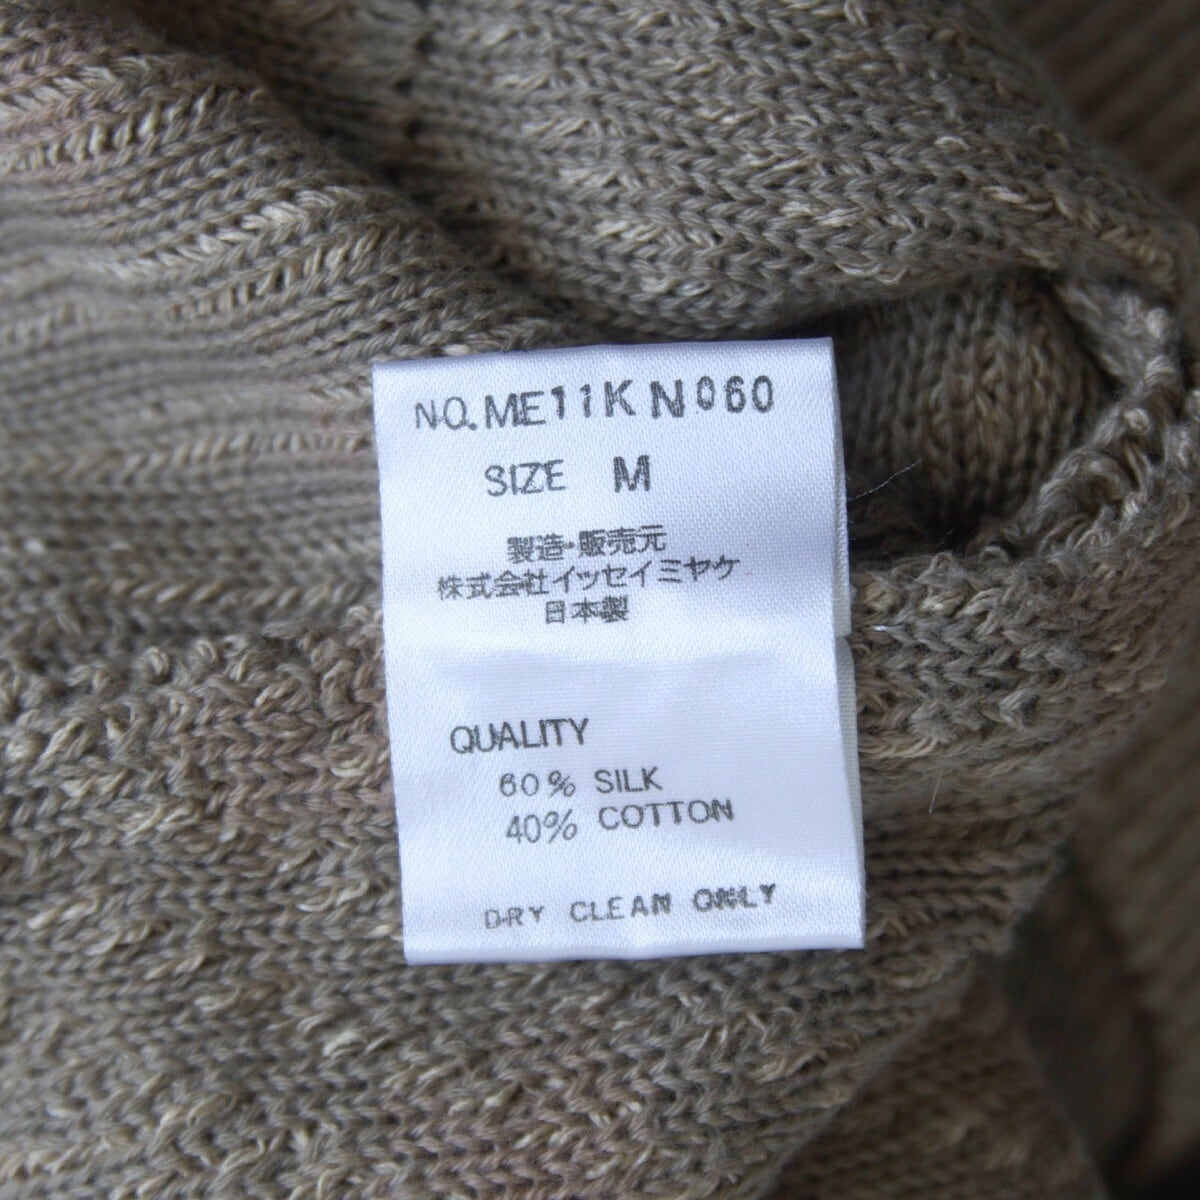 NO. ME11KN060
SIZE M
製造・販売元
株式会社イッセイミヤケ
日本製
QUALITY
60% SILK
40% COTTON
DRY CLEAN ONLY